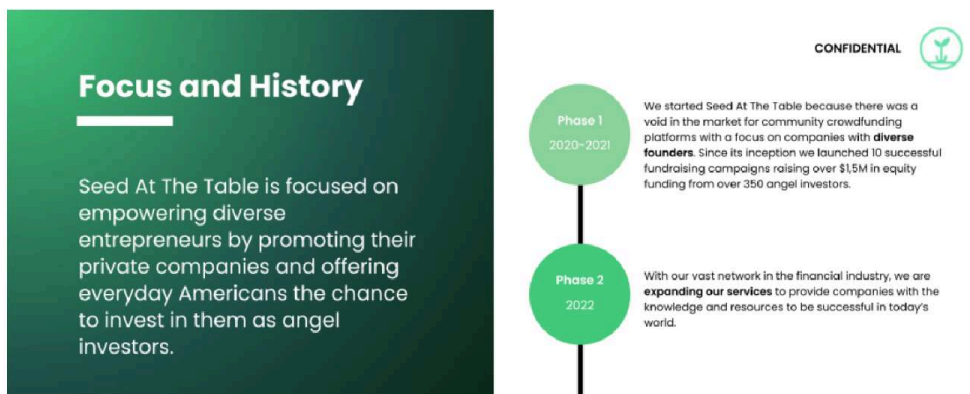 Focus and History
Seed At The Table is focused on
empowering diverse
entrepreneurs by promoting their
private companies and offering
everyday Americans the chance
to invest in them as angel
investors.
CONFIDENTIAL
Phase 1
2020-2021
We started Seed At The Table because there was a
void in the market for community crowdfunding
platforms with a focus on companies with diverse
founders. Since its inception we launched 10 successful
fundraising campaigns raising over $1,5M in equity
funding from over 350 angel investors.
Phase 2
2022
With our vast network in the financial industry, we are
expanding our services to provide companies with the
knowledge and resources to be successful in today's
world.